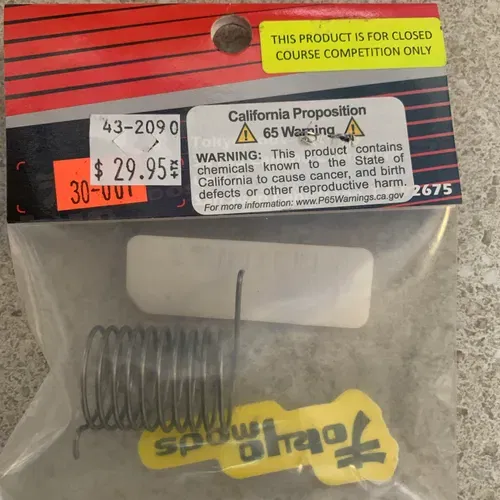 THIS PRODUCT IS FOR CLOSED
COURSE COMPETITION ONLY
43-2090
$ 29.95 +TX
30-001
California Proposition
65 Warning
WARNING: This product contains
chemicals known to the State of
California to cause cancer, and birth
defects or other reproductive harm.
For more information: www.P65Warnings.ca.gov
2675
Tokyo
mods